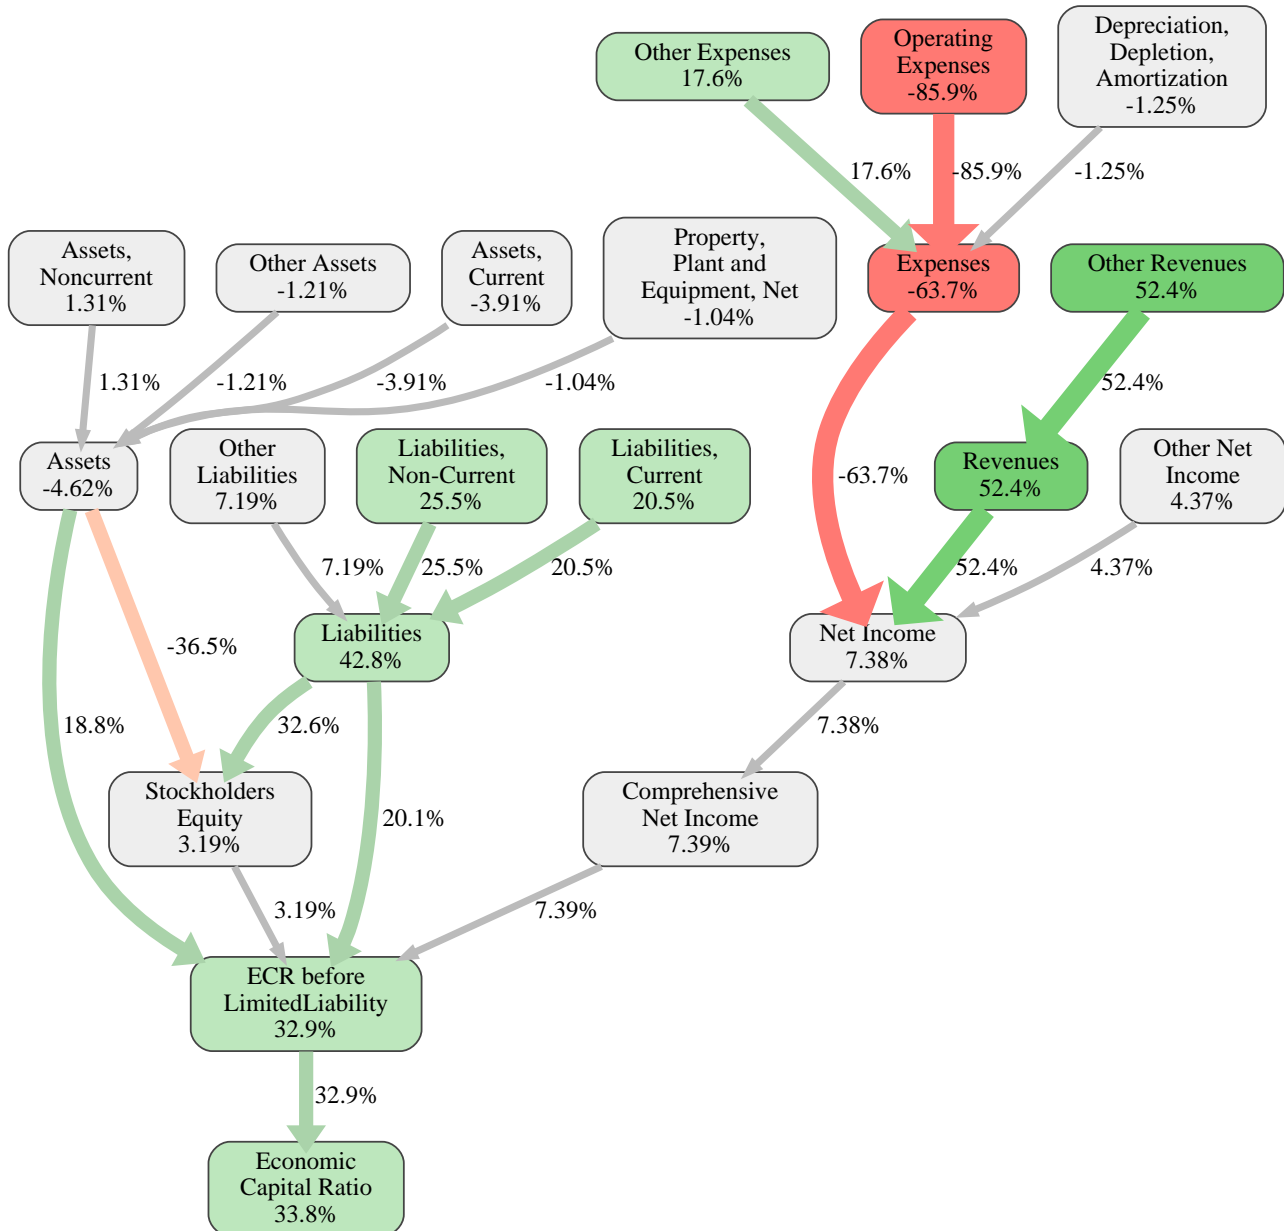 Other Expenses
17.6%
Operating
Expenses
-85.9%
Depreciation,
Depletion,
Amortization
-1.25%
17.6%
-85.9%
-1.25%
Assets,
Noncurrent
1.31%
Other Assets
-1.21%
Assets,
Current
-3.91%
Property,
Plant and
Equipment, Net
-1.04%
Expenses
-63.7%
Other Revenues
52.4%
1.31%
-1.21%
-3.91%
-1.04%
52.4%
Assets
-4.62%
Other
Liabilities
7.19%
Liabilities,
Non-Current
25.5%
Liabilities,
Current
20.5%
-63.7%
Revenues
52.4%
Other Net
Income
4.37%
7.19%
25.5%
20.5%
52.4%
4.37%
-36.5%
Liabilities
42.8%
Net Income
7.38%
18.8%
32.6%
7.38%
Stockholders
Equity
3.19%
20.1%
Comprehensive
Net Income
7.39%
3.19%
7.39%
ECR before
LimitedLiability
32.9%
32.9%
Economic
Capital Ratio
33.8%